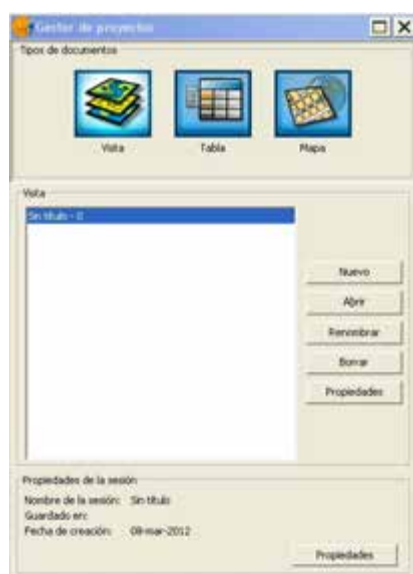 Gestor de proyectos
Tipos de documentos
Vista
Tabla
Mapa
Vista
Sin título - 0
Nuevo
Abrir
Renombrar
Borrar
Propiedades
Propiedades de la sesión
Nombre de la sesión: Sin título
Guardado en:
Fecha de creación: 08-mar-2012
Propiedades